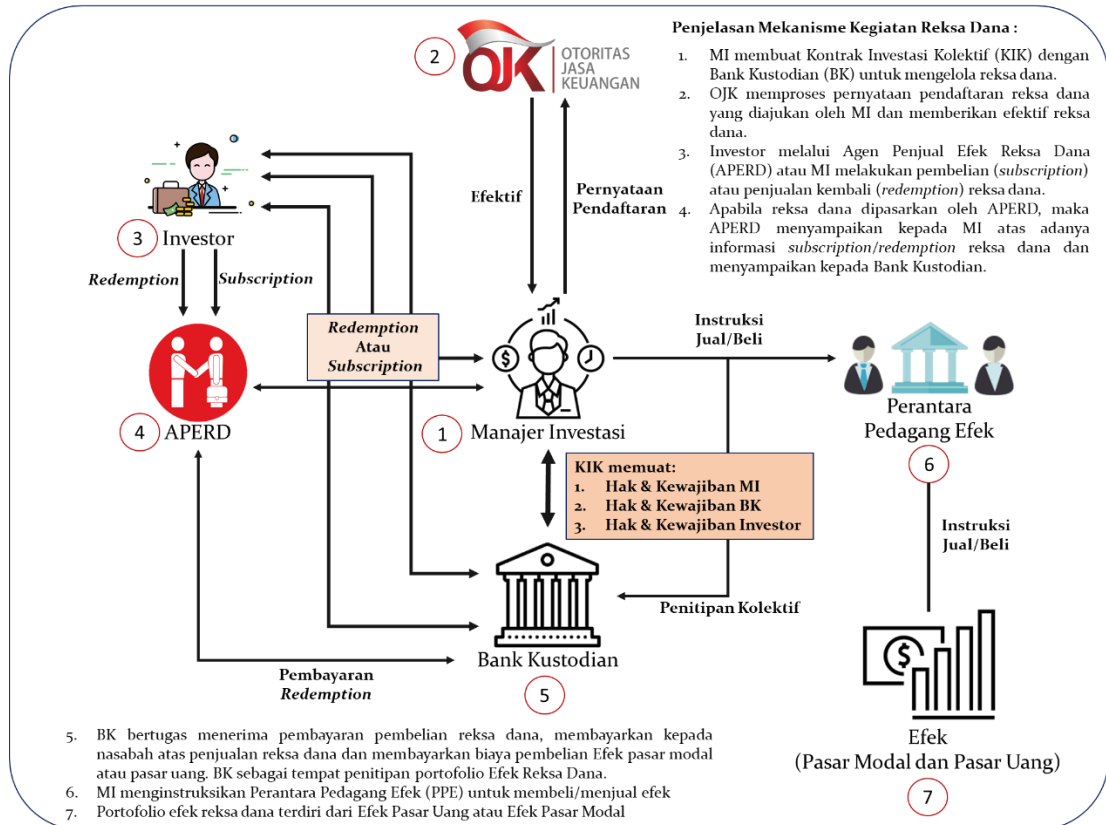 2
OJK
OTORITAS
JASA
KEUANGAN
Penjelasan Mekanisme Kegiatan Reksa Dana :
1. MI membuat Kontrak Investasi Kolektif (KIK) dengan
Bank Kustodian (BK) untuk mengelola reksa dana.
2. OJK memproses pernyataan pendaftaran reksa dana
yang diajukan oleh MI dan memberikan efektif reksa
dana.
3. Investor melalui Agen Penjual Efek Reksa Dana
(APERD) atau MI melakukan pembelian (subscription)
atau penjualan kembali (redemption) reksa dana.
4. Apabila reksa dana dipasarkan oleh APERD, maka
APERD menyampaikan kepada MI atas adanya
informasi subscription/redemption reksa dana dan
menyampaikan kepada Bank Kustodian.
Efektif
Pernyataan
Pendaftaran
3 Investor
Redemption
Subscription
Redemption
Atau
Subscription
4 APERD
1 Manajer Investasi
Instruksi
Jual/Beli
Perantara
Pedagang Efek
6
KIK memuat:
1. Hak & Kewajiban MI
2. Hak & Kewajiban BK
3. Hak & Kewajiban Investor
Instruksi
Jual/Beli
Penitipan Kolektif
Bank Kustodian
5
Pembayaran
Redemption
Efek
(Pasar Modal dan Pasar Uang)
7
5. BK bertugas menerima pembayaran pembelian reksa dana, membayarkan kepada
nasabah atas penjualan reksa dana dan membayarkan biaya pembelian Efek pasar modal
atau pasar uang. BK sebagai tempat penitipan portofolio Efek Reksa Dana.
6. MI menginstruksikan Perantara Pedagang Efek (PPE) untuk membeli/menjual efek
7. Portofolio efek reksa dana terdiri dari Efek Pasar Uang atau Efek Pasar Modal